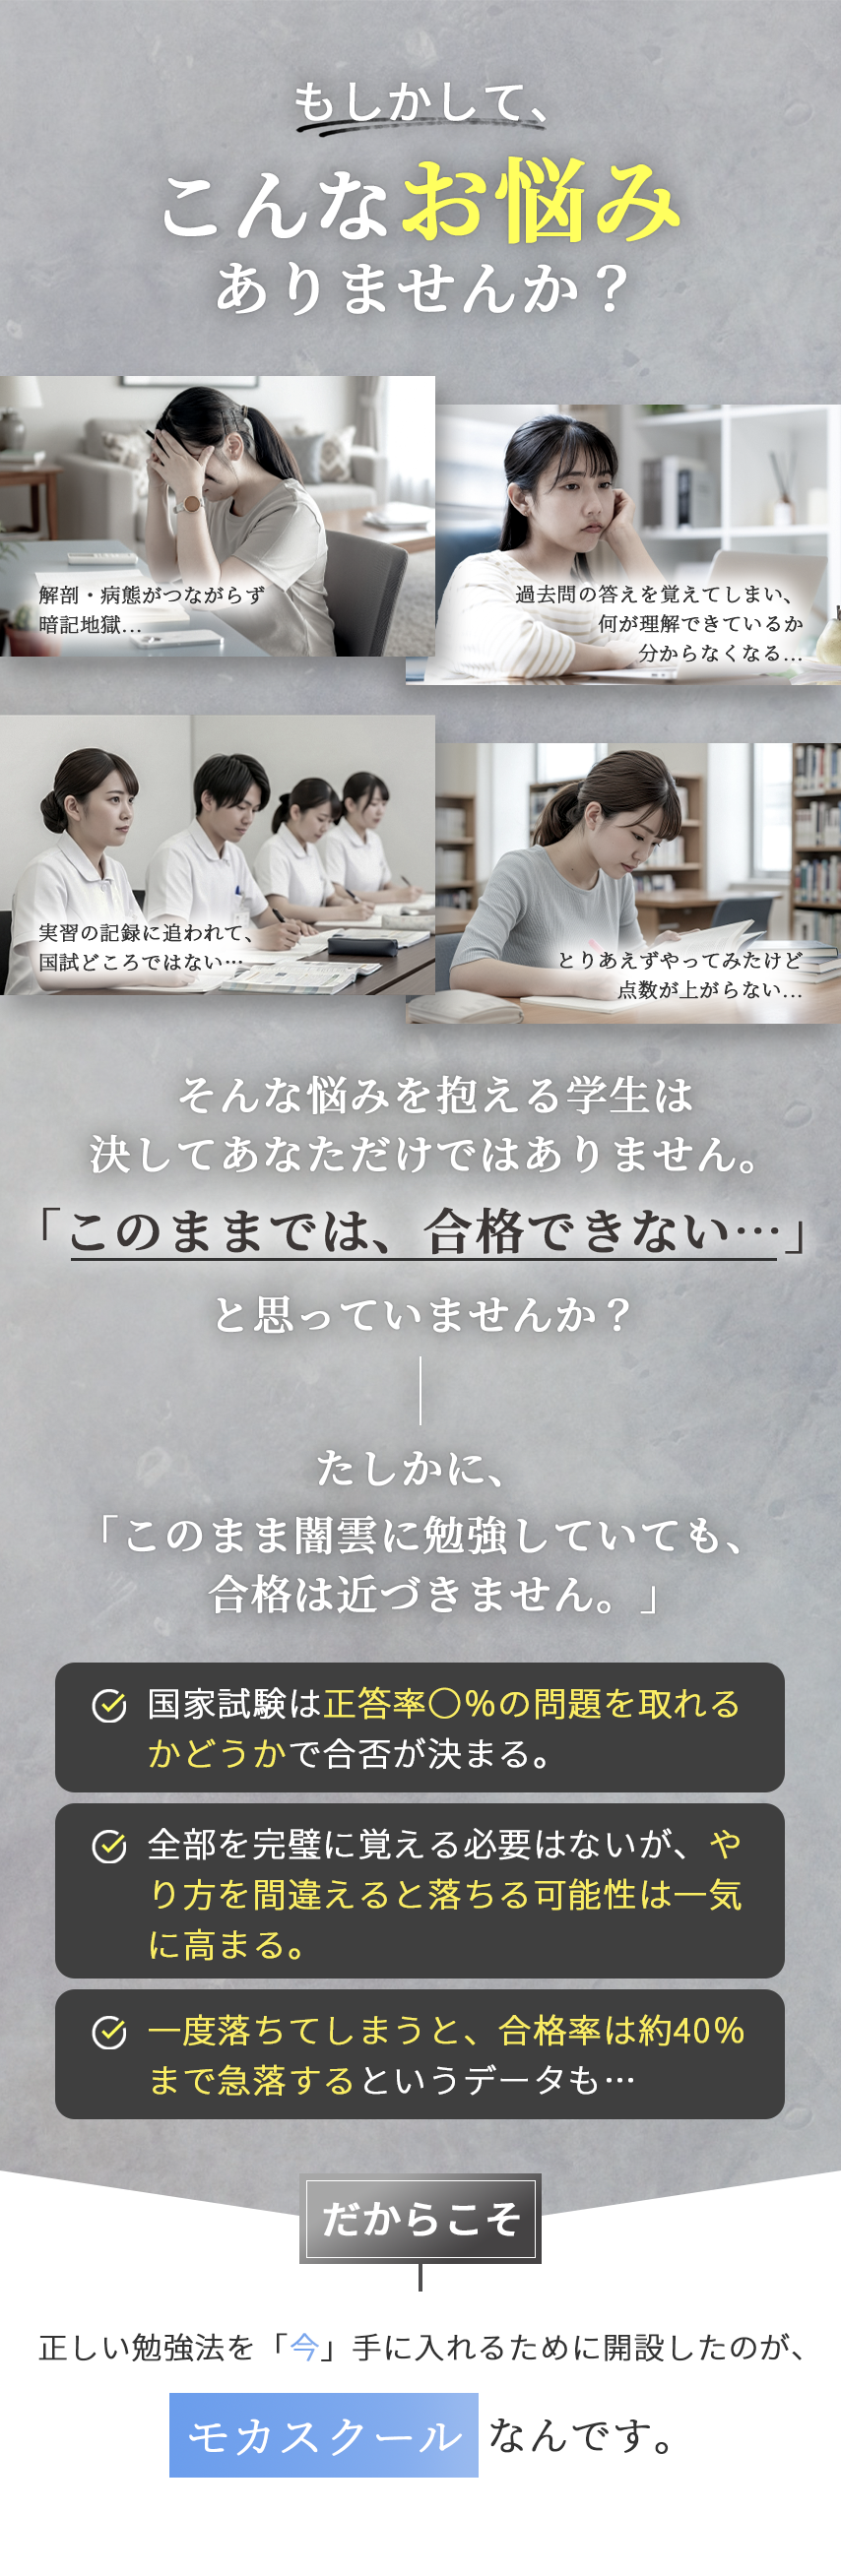 もしかして、
こんなお悩み
ありませんか？
解剖・病態がつながらず
暗記地獄…
過去問の答えを覚えてしまい、
何が理解できているか
分からなくなる…
実習の記録に追われて、
国試どころではない…
とりあえずやってみたけど
点数が上がらない…
そんな悩みを抱える学生は
決してあなただけではありません。
「このままでは、合格できない…」
と思っていませんか？
たしかに、
「このまま闇雲に勉強していても、
合格は近づきません。」
国家試験は正答率〇％の問題を取れる
かどうかで合否が決まる。
全部を完璧に覚える必要はないが、や
り方を間違えると落ちる可能性は一気
に高まる。
一度落ちてしまうと、合格率は約40％
まで急落するというデータも…
だからこそ
正しい勉強法を「今」手に入れるために開設したのが、
モカスクール なんです。